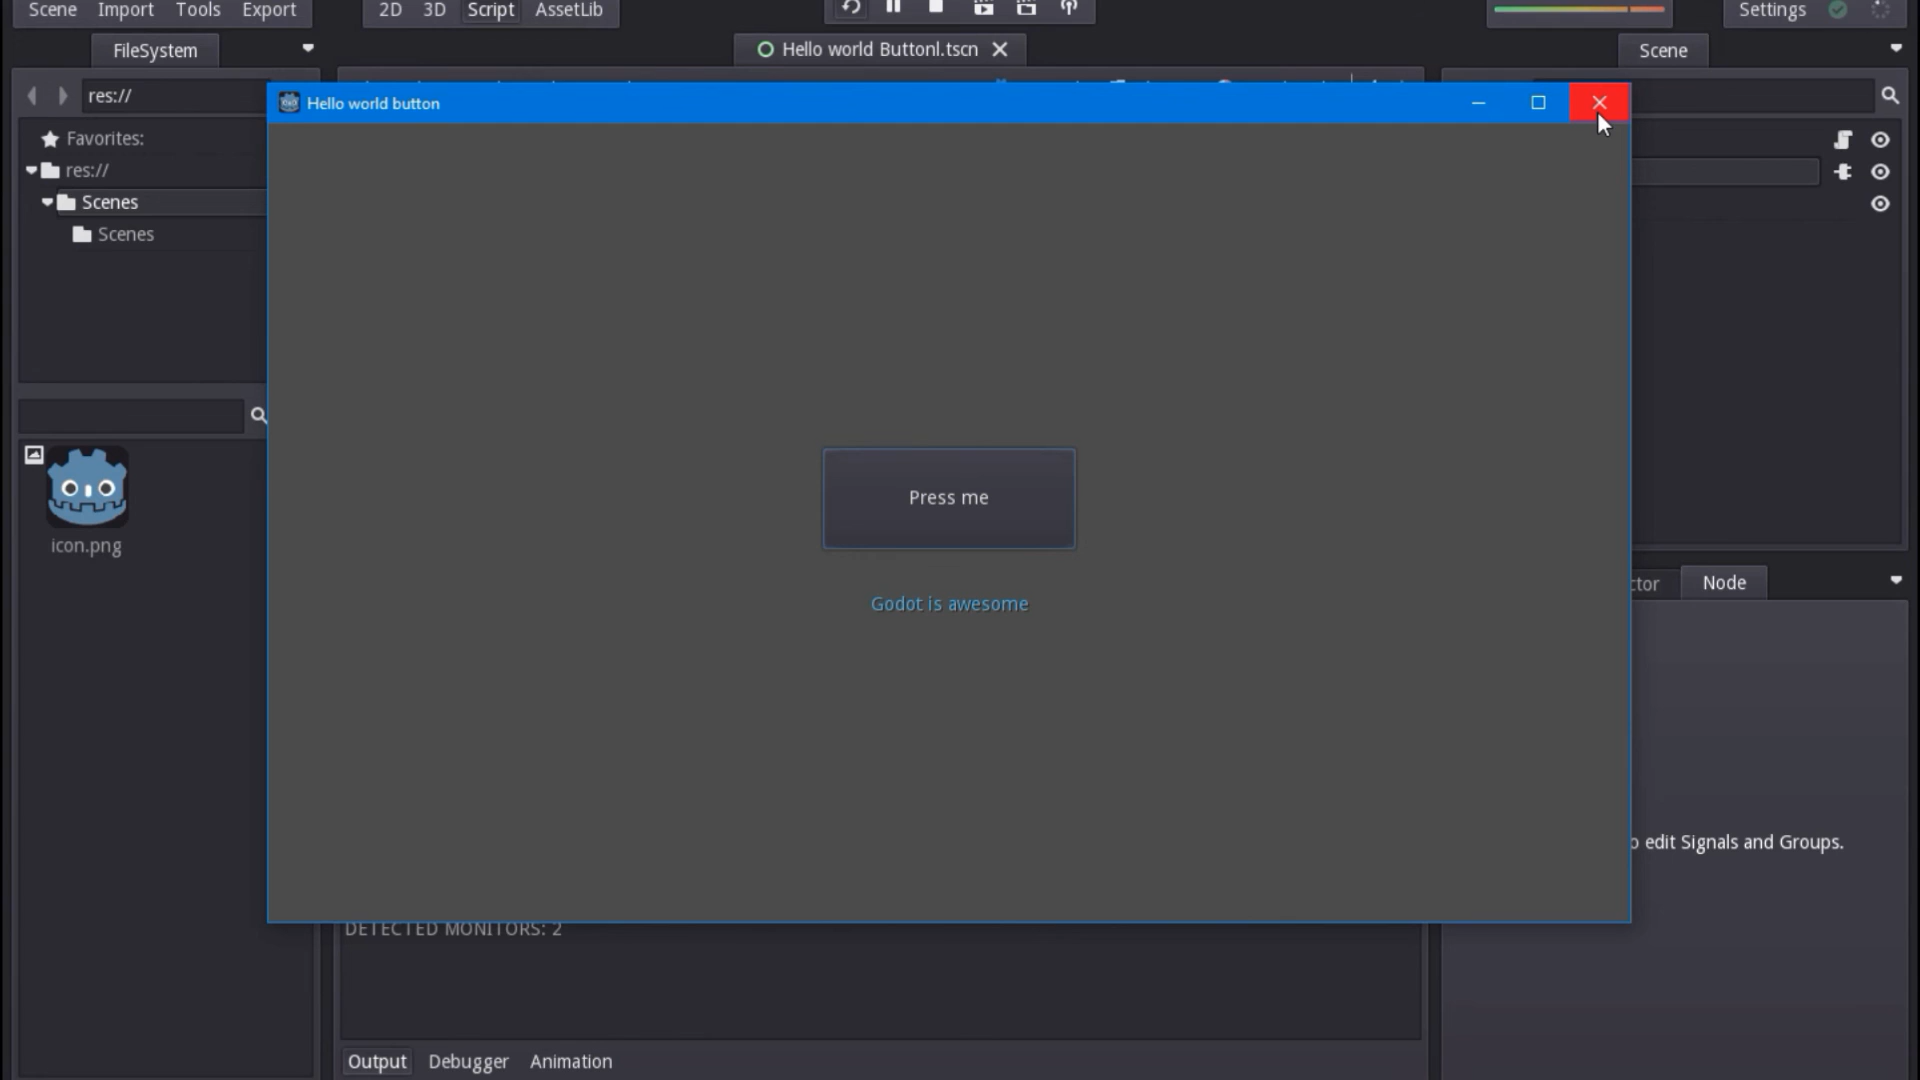 Scene Import Tools Export
2D 3D Script AssetLib
Settings
FileSystem
Hello world Buttonl.tscn
Scene
res://
Hello world button
Favorites:
res://
Scenes
Scenes
icon.png
Press me
Godot is awesome
Node
edit Signals and Groups.
DETECTED MONITORS: 2
Output Debugger Animation